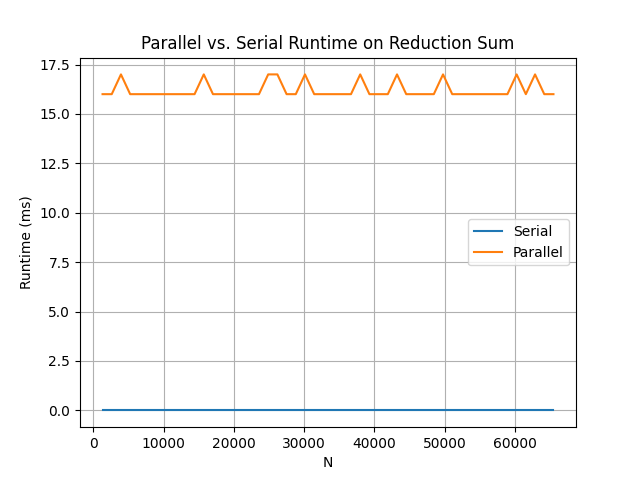 Parallel vs. Serial Runtime on Reduction Sum
17.5
15.0
12.5
10.0
7.5
5.0
2.5
0.0
Runtime (ms)
Serial
Parallel
0 10000 20000 30000 40000 50000 60000
N